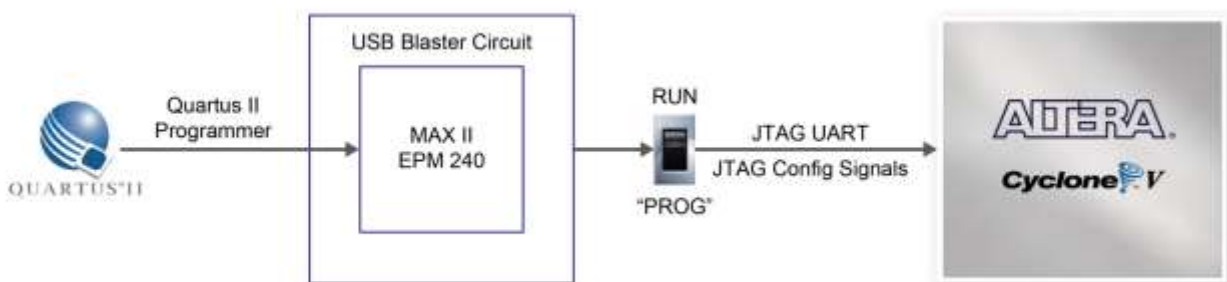 USB Blaster Circuit
Quartus II
Programmer
MAX II
EPM 240
RUN
"PROG"
JTAG UART
JTAG Config Signals
QUARTUS®II
ALTERA®
Cyclone® V